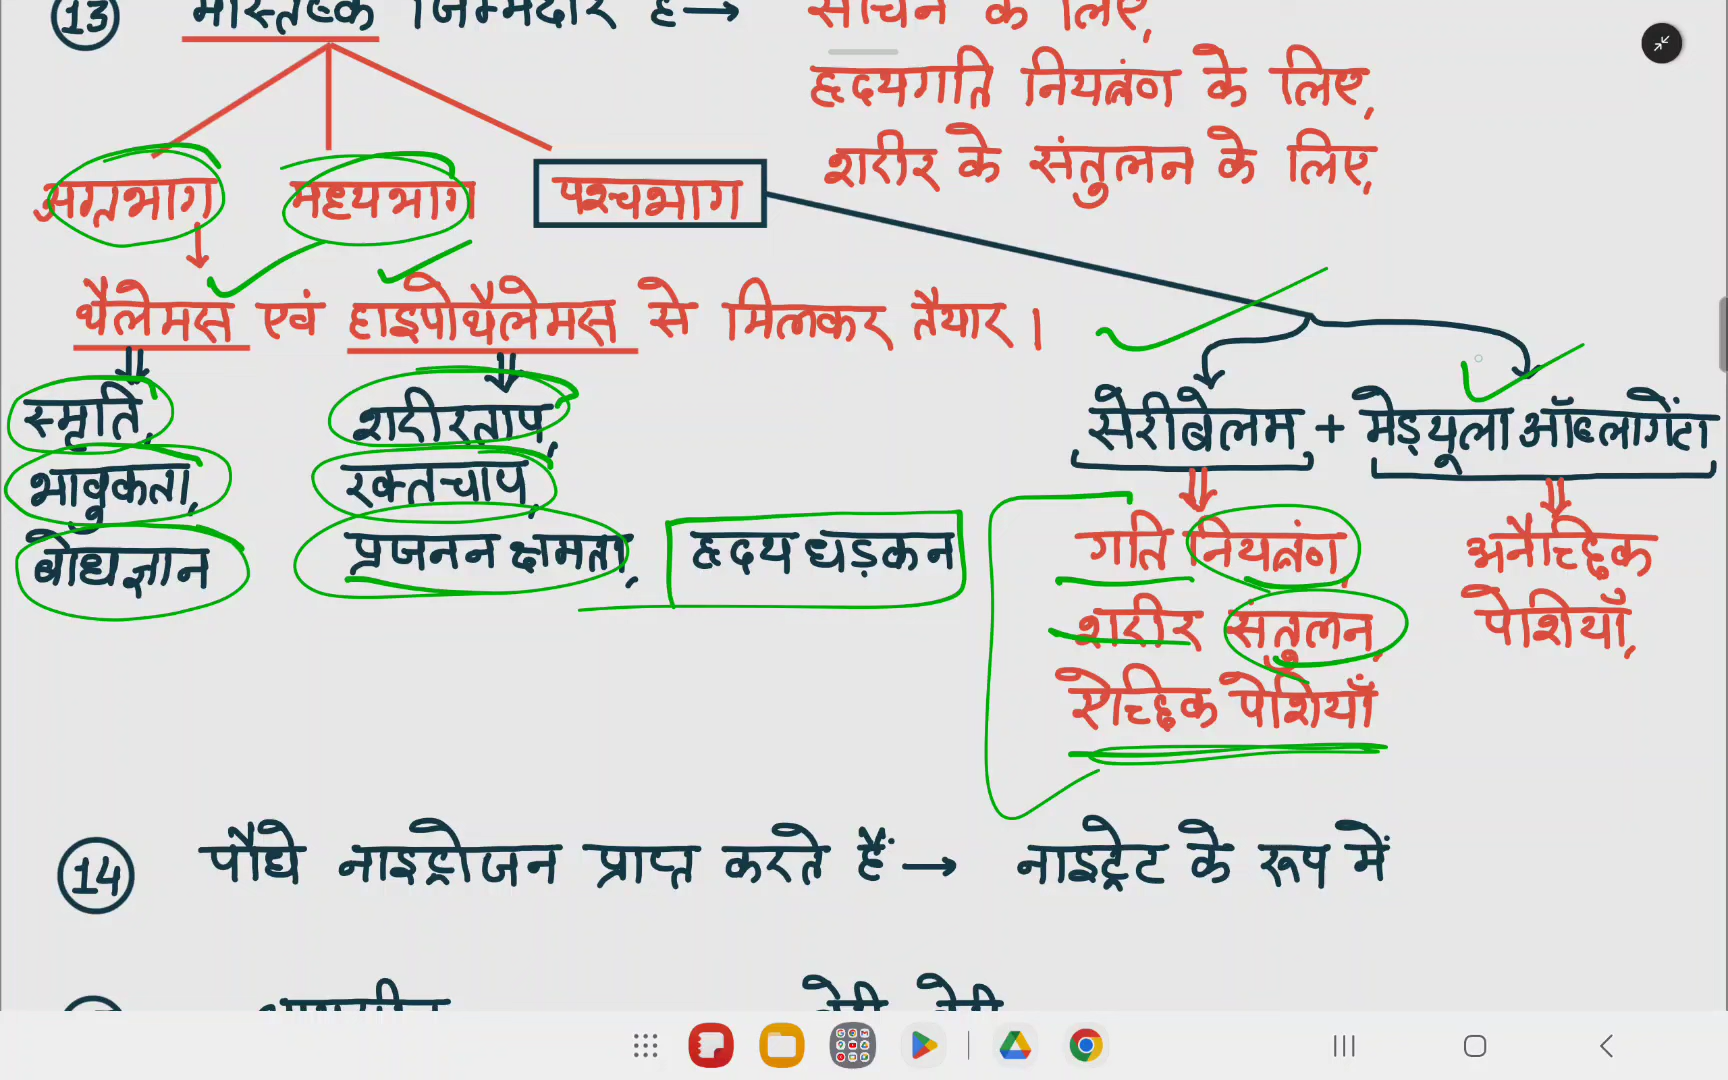 13 मस्तिष्क जिम्मेदार है→ सोचने के लिए,
हृदयगति नियंत्रण के लिए,
शरीर के संतुलन के लिए,
अग्रभाग मध्यभाग पश्चभाग
थैलेमस एवं हाइपोथैलेमस से मिलकर तैयार।
स्मृति, शरीरताप, सेरीबेलम + मेड्यूला ऑब्लागेंटा
भावुकता, रक्तचाप,
बोधज्ञान प्रजनन क्षमता, हृदय धड़कन गति नियंत्रण, अनैच्छिक
शरीर संतुलन, पेशियाँ,
ऐच्छिक पेशियाँ
14 पौधे नाइट्रोजन प्राप्त करते हैं→ नाइट्रेट के रूप में